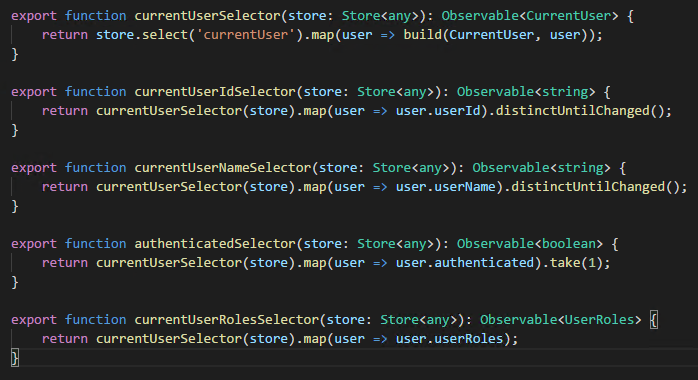 export function currentUserSelector(store: Store<any>): Observable<CurrentUser> {
return store.select('currentUser').map(user => build(CurrentUser, user));
}
export function currentUserIdSelector(store: Store<any>): Observable<string> {
return currentUserSelector(store).map(user => user.userId).distinctUntilChanged();
}
export function currentUserNameSelector(store: Store<any>): Observable<string> {
return currentUserSelector(store).map(user => user.userName).distinctUntilChanged();
}
export function authenticatedSelector(store: Store<any>): Observable<boolean> {
return currentUserSelector(store).map(user => user.authenticated).take(1);
}
export function currentUserRolesSelector(store: Store<any>): Observable<UserRoles> {
return currentUserSelector(store).map(user => user.userRoles);
}